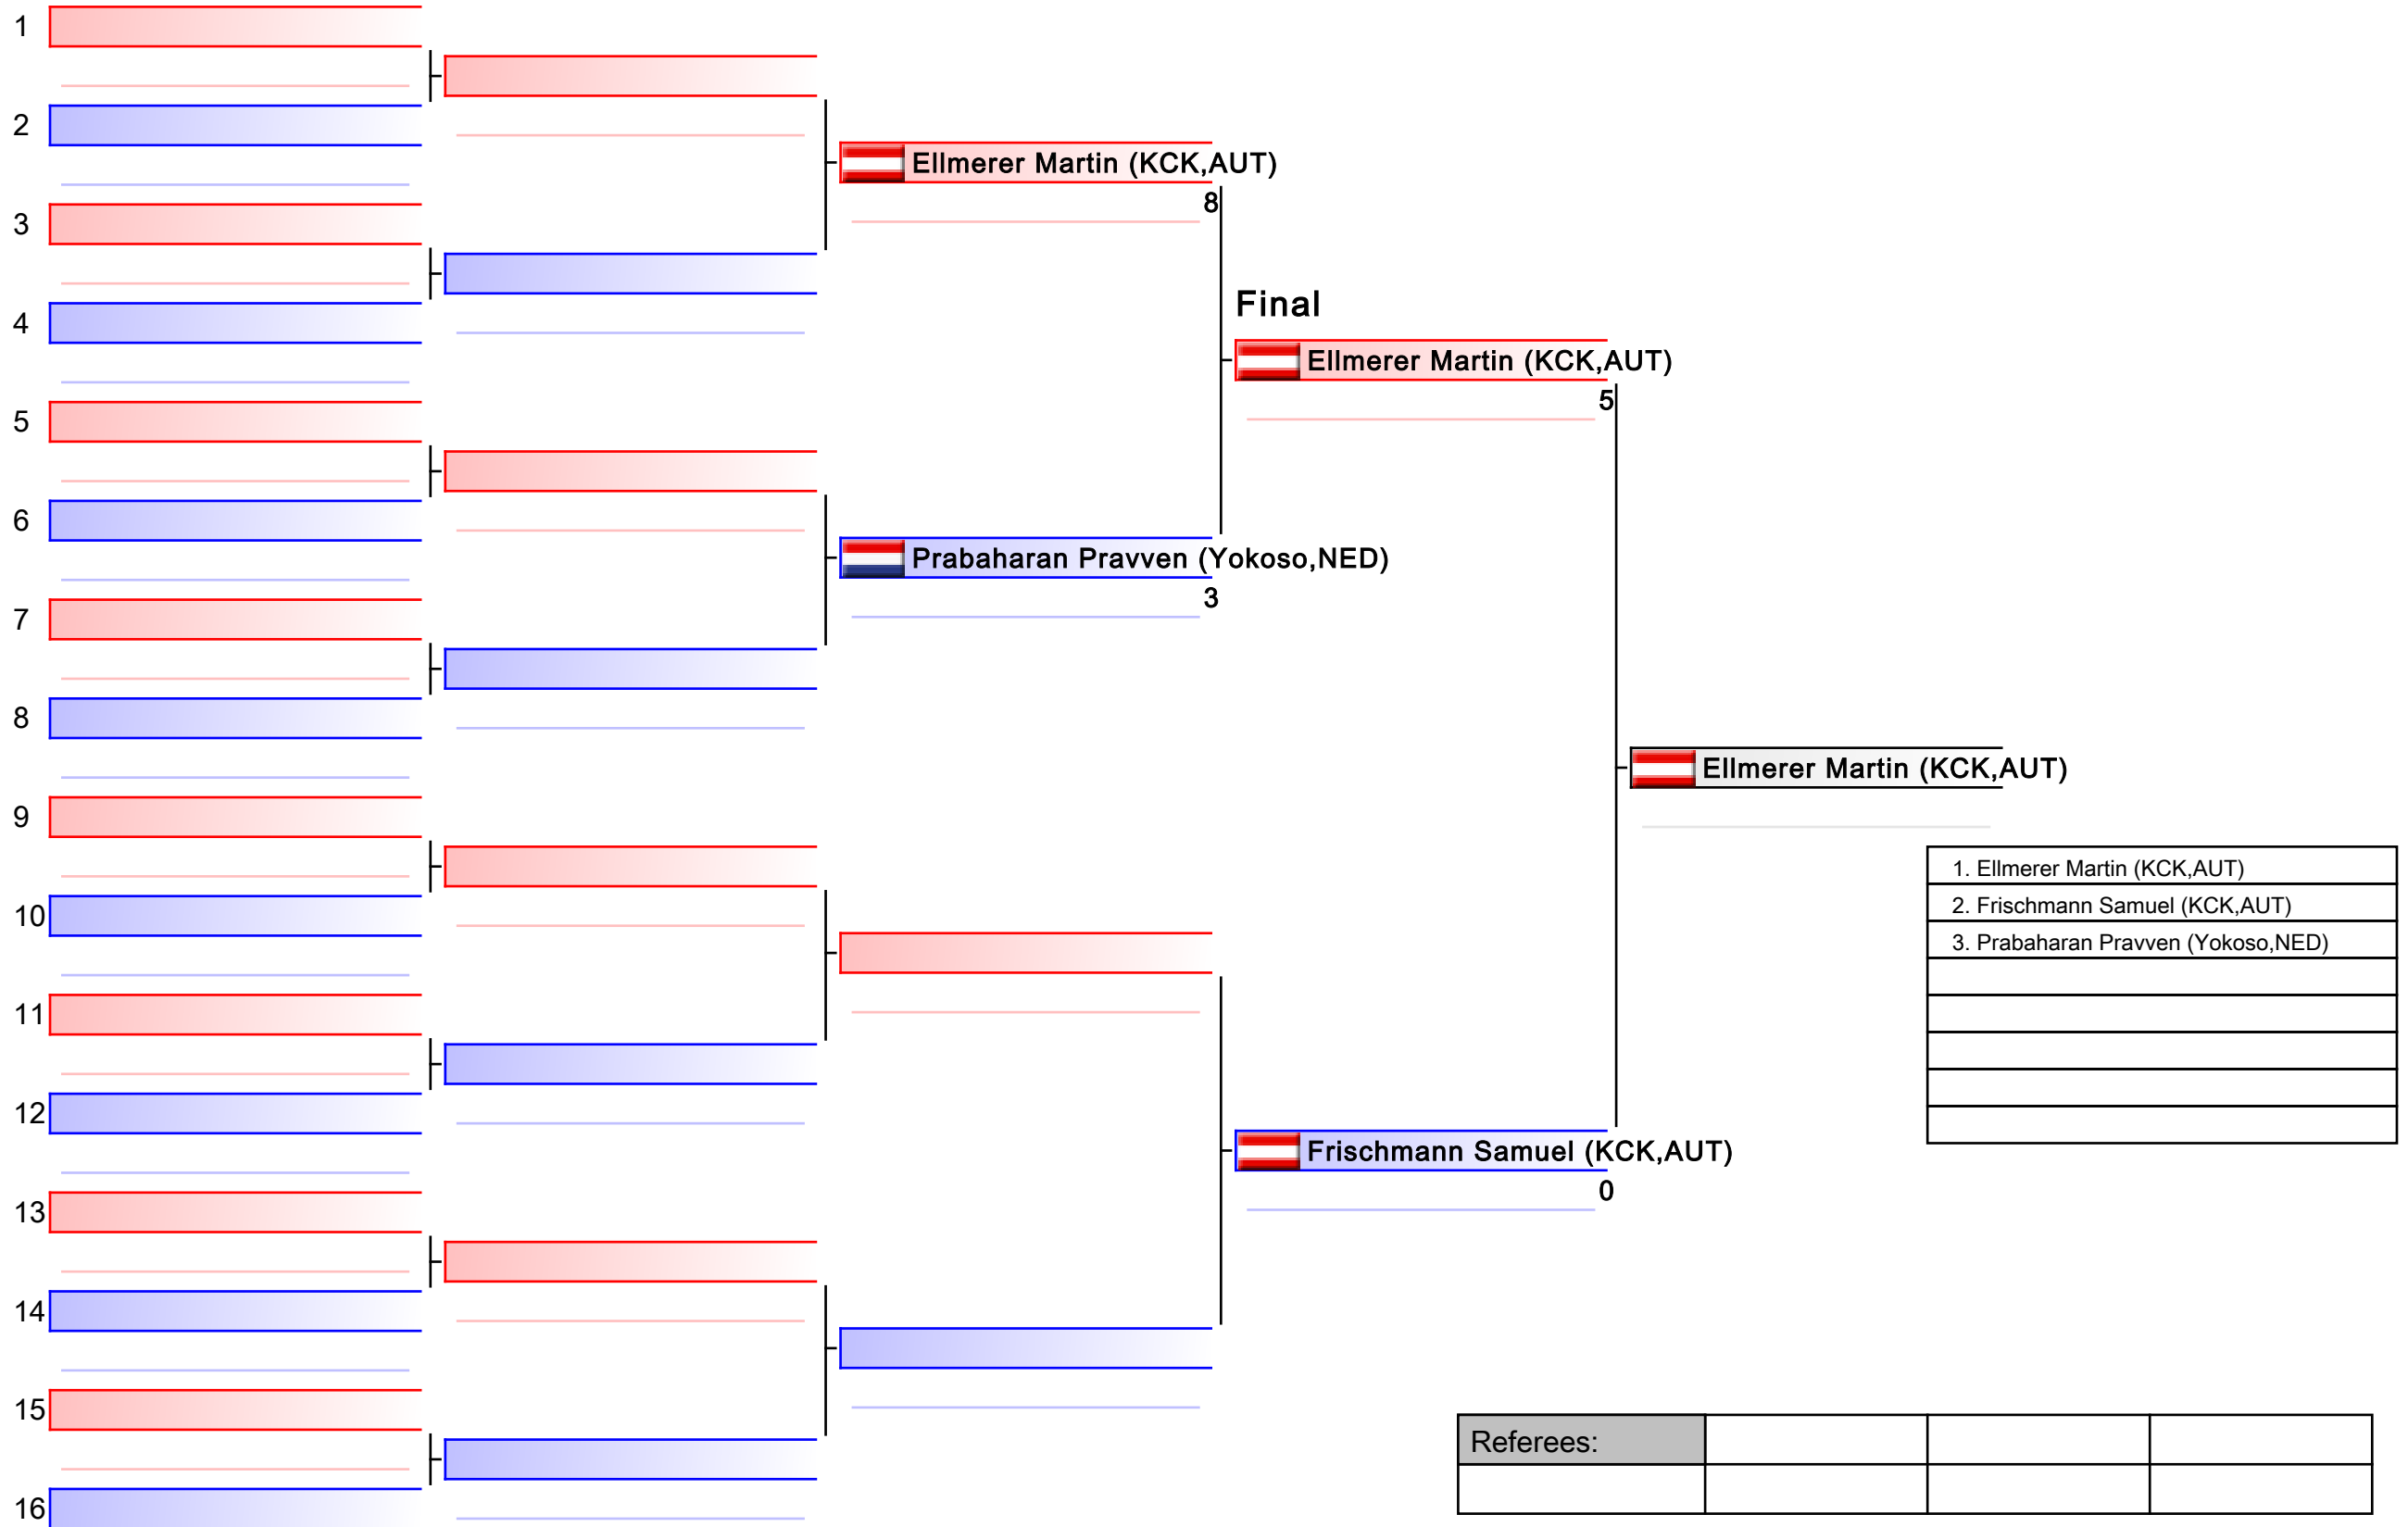 1
2
Ellmerer Martin (KCK,AUT)
8
3
Final
4
Ellmerer Martin (KCK,AUT)
5
5
6
Prabaharan Pravven (Yokoso,NED)
3
7
8
Ellmerer Martin (KCK,AUT)
9
1. Ellmerer Martin (KCK,AUT)
2. Frischmann Samuel (KCK,AUT)
3. Prabaharan Pravven (Yokoso,NED)
10
11
12
Frischmann Samuel (KCK,AUT)
0
13
14
15
Referees:
16